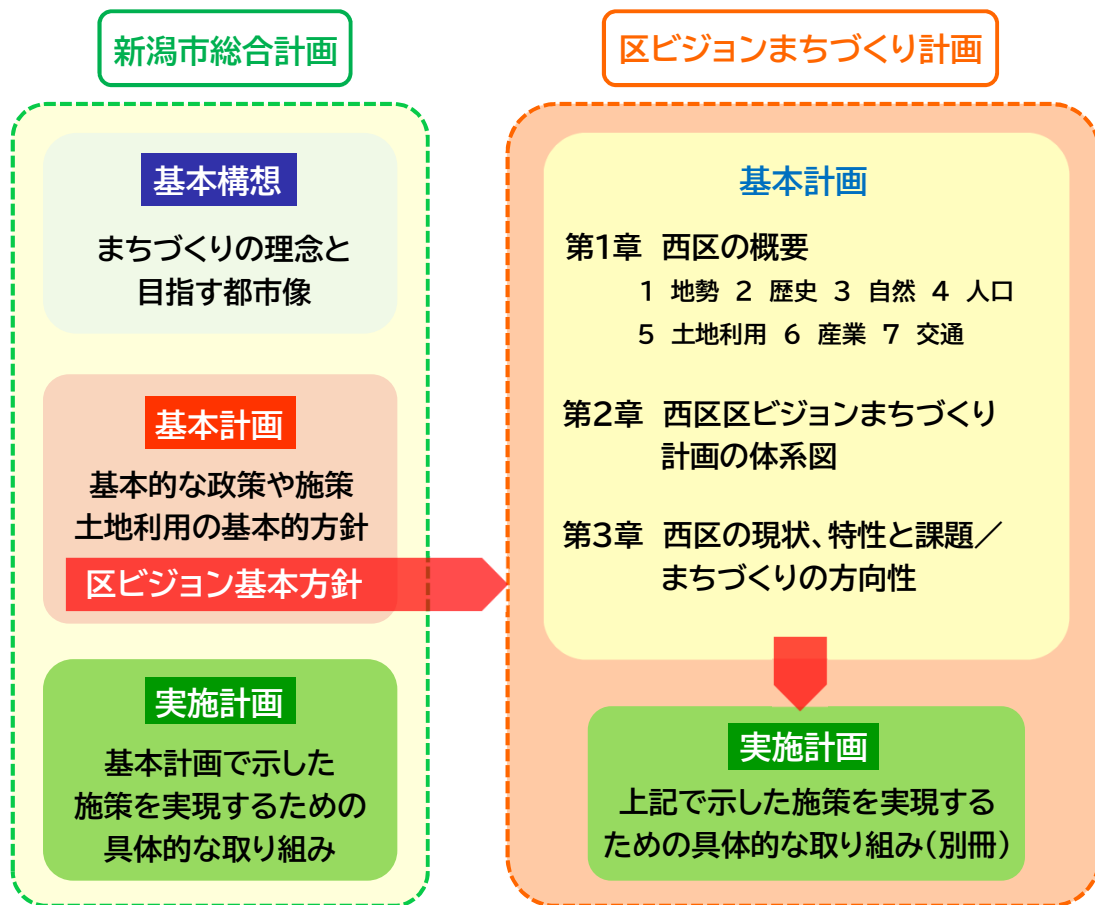 新潟市総合計画
基本構想
まちづくりの理念と
目指す都市像
基本計画
基本的な政策や施策
土地利用の基本的方針
区ビジョン基本方針
実施計画
基本計画で示した
施策を実現するための
具体的な取り組み
区ビジョンまちづくり計画
基本計画
第1章 西区の概要
1 地勢 2 歴史 3 自然 4 人口
5 土地利用 6 産業 7 交通
第2章 西区区ビジョンまちづくり
計画の体系図
第3章 西区の現状、特性と課題／
まちづくりの方向性
実施計画
上記で示した施策を実現する
ための具体的な取り組み(別冊)